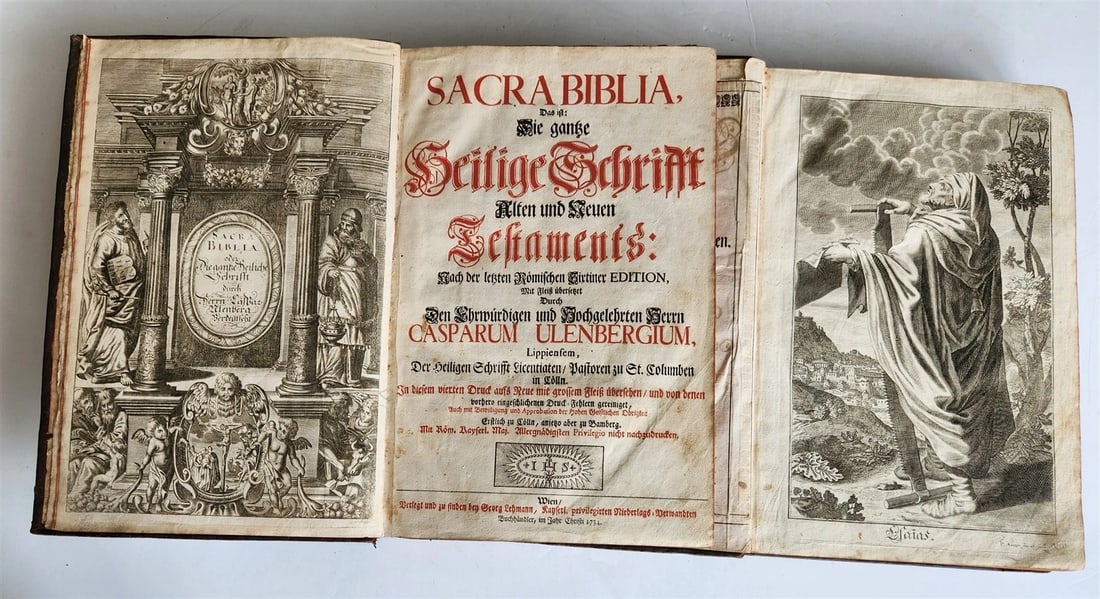 SACRA
BIBLIA
oder
Die gantze Heiliche
Schrifft
durch
Herrn Caspar
Ulenberg
Verteutscht
SACRA BIBLIA,
Das ist:
Die gantze
Heilige Schrifft
Alten und Neuen
Testaments:
Nach der letzten Römischen Sixtiner EDITION,
Mit Fleiß übersetzet
Durch
Den Ehrwürdigen und Hochgelehrten Herrn
CASPARUM ULENBERGIUM,
Lippiensem,
Der Heiligen Schrifft Licentiaten/ Pastoren zu St. Columben
in Cölln.
In diesem vierten Druck aufs Neue mit grossem Fleiß übersehen/ und von denen
vorhero eingeschlichenen Druck-Fehlern gereiniget,
Auch mit Bewilligung und Approbation der Hohen Geistlichen Obrigkeit
Erstlich zu Cölln, anjetzo aber zu Bamberg.
Mit Röm. Kayserl. Maj. Allergnädigsten Privilegio nicht nachzudrucken.
IHS
Wien/
Verlegt und zu finden bey Georg Lehmann, Kayserl. privilegirten Niederlags-Verwandten
Buchhändler, im Jahr Christi 1734.
en.
Esaias.